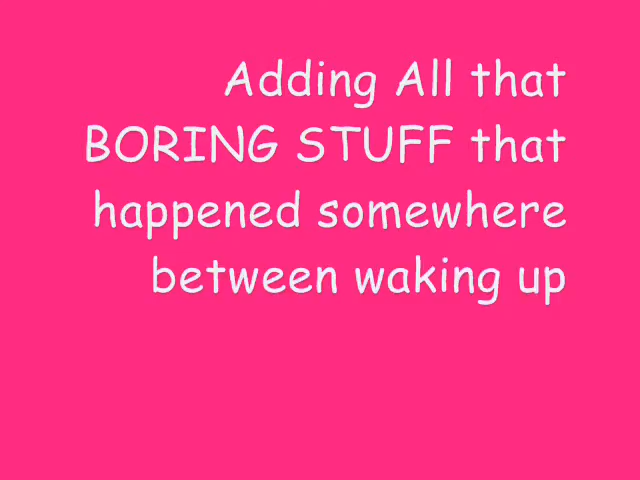 Adding All that
BORING STUFF that
happened somewhere
between waking up